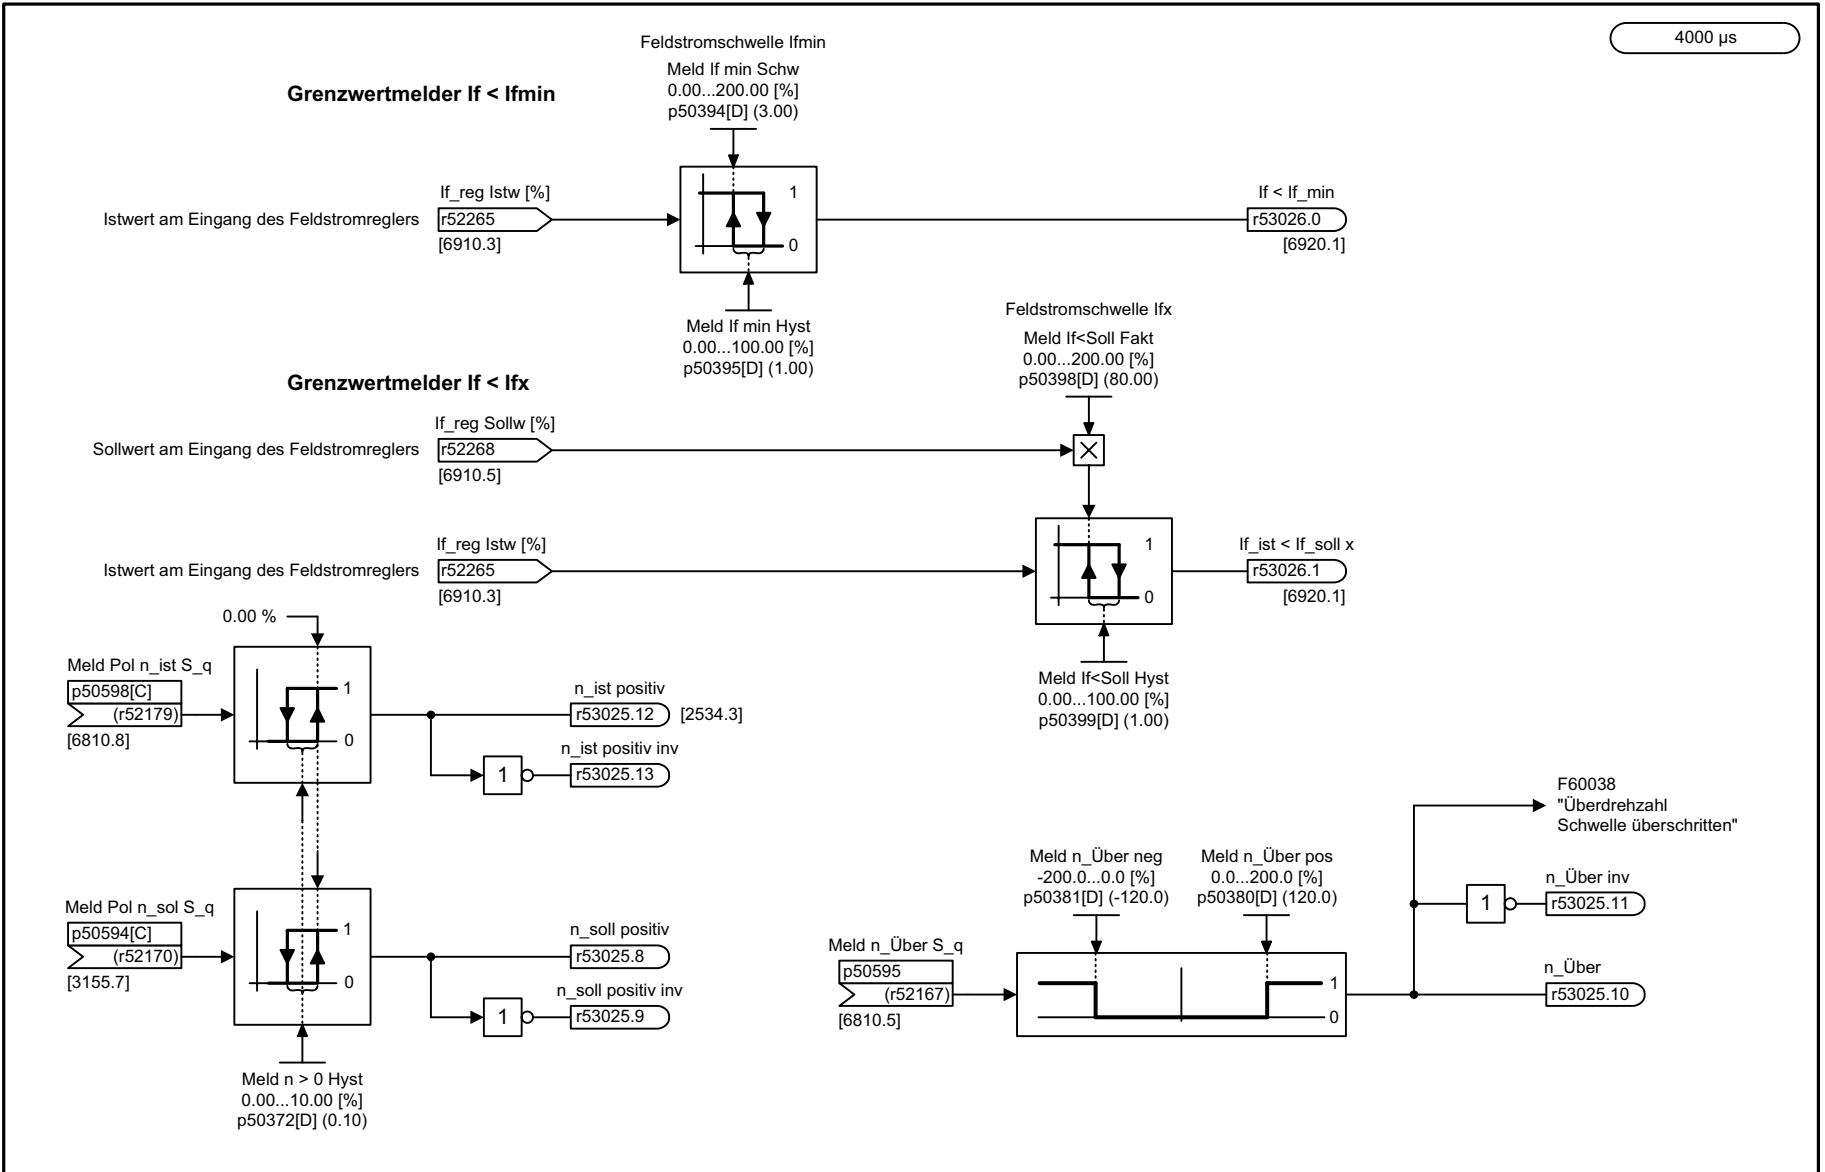 4000 µs
Feldstromschwelle Ifmin
Meld If min Schw
0.00...200.00 [%]
p50394[D] (3.00)
Grenzwertmelder If < Ifmin
If_reg Istw [%]
Istwert am Eingang des Feldstromreglers
r52265
[6910.3]
1
0
If < If_min
r53026.0
[6920.1]
Meld If min Hyst
0.00...100.00 [%]
p50395[D] (1.00)
Feldstromschwelle Ifx
Meld If<Soll Fakt
0.00...200.00 [%]
p50398[D] (80.00)
Grenzwertmelder If < Ifx
If_reg Sollw [%]
Sollwert am Eingang des Feldstromreglers
r52268
[6910.5]
If_reg Istw [%]
Istwert am Eingang des Feldstromreglers
r52265
[6910.3]
1
0
If_ist < If_soll x
r53026.1
[6920.1]
Meld If<Soll Hyst
0.00...100.00 [%]
p50399[D] (1.00)
0.00 %
Meld Pol n_ist S_q
p50598[C]
(r52179)
[6810.8]
1
0
n_ist positiv
r53025.12
[2534.3]
n_ist positiv inv
1
r53025.13
Meld Pol n_sol S_q
p50594[C]
(r52170)
[3155.7]
1
0
n_soll positiv
r53025.8
n_soll positiv inv
1
r53025.9
Meld n > 0 Hyst
0.00...10.00 [%]
p50372[D] (0.10)
F60038
"Überdrehzahl
Schwelle überschritten"
Meld n_Über neg
-200.0...0.0 [%]
p50381[D] (-120.0)
Meld n_Über pos
0.0...200.0 [%]
p50380[D] (120.0)
n_Über inv
1
r53025.11
Meld n_Über S_q
p50595
(r52167)
[6810.5]
1
0
n_Über
r53025.10